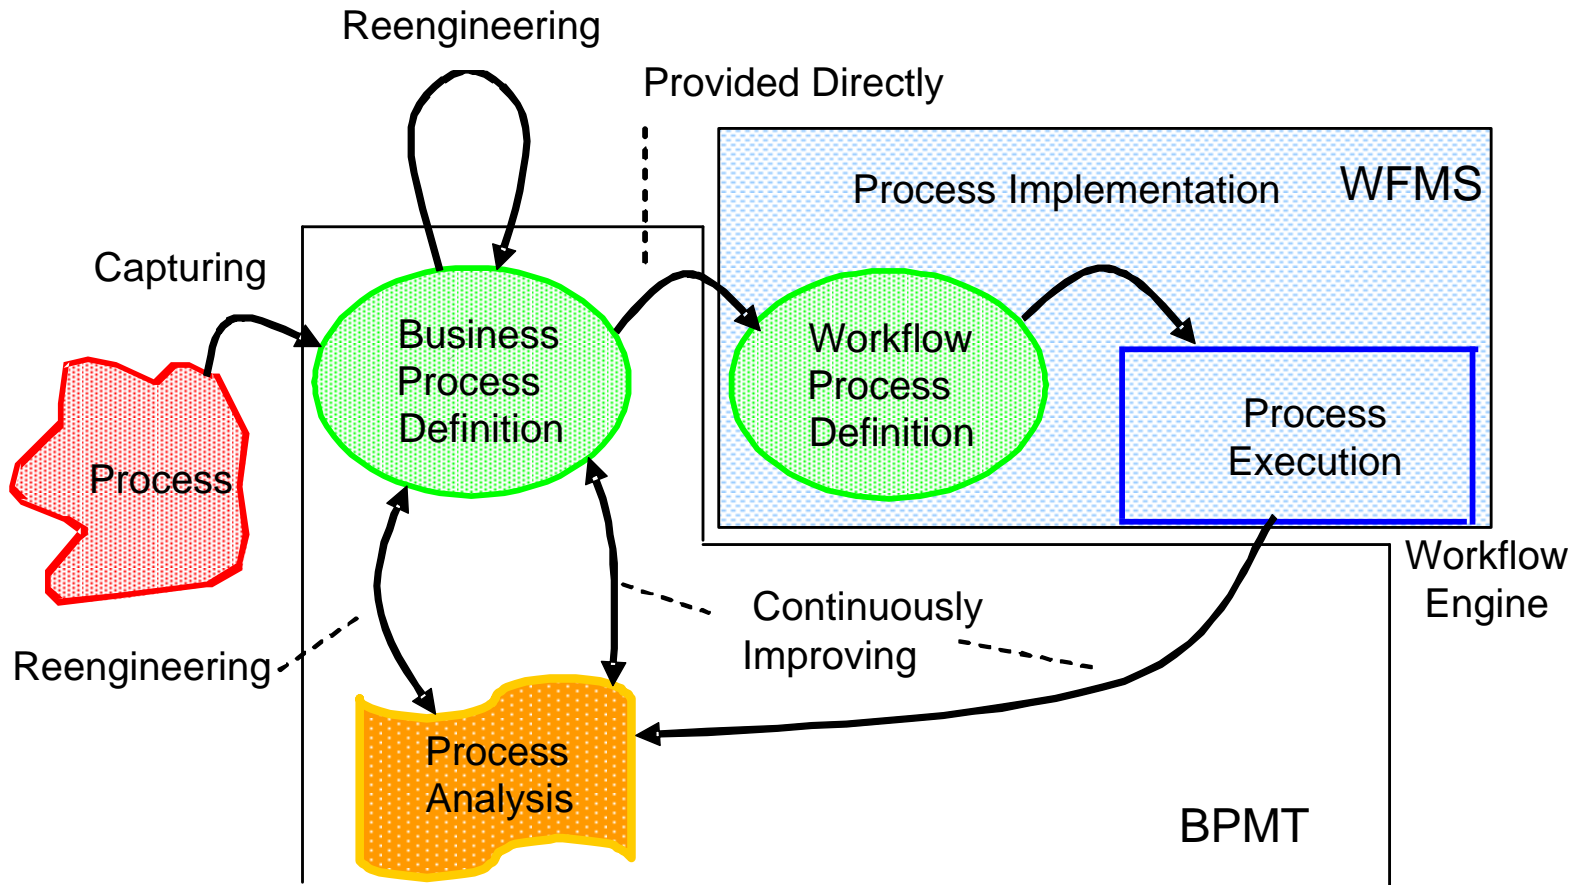 Reengineering
Provided Directly
Process Implementation
WFMS
Capturing
Business
Process
Definition
Workflow
Process
Definition
Process
Execution
Process
Workflow
Engine
Continuously
Improving
Reengineering
Process
Analysis
BPMT